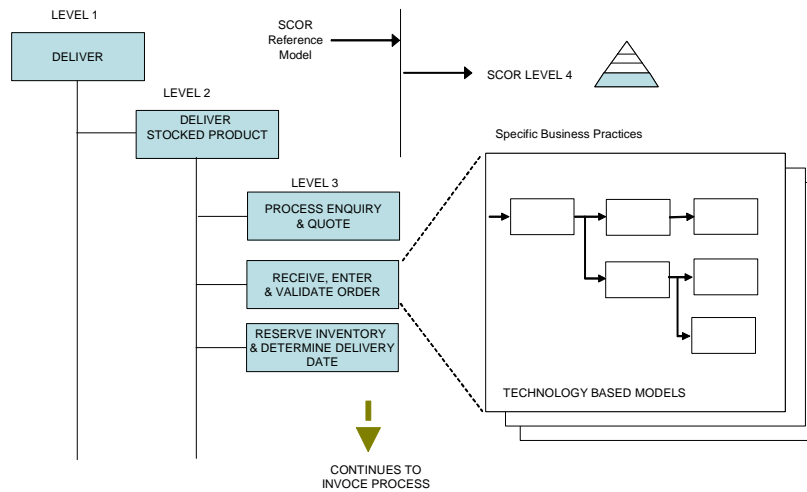 LEVEL 1
DELIVER
SCOR
Reference
Model
SCOR LEVEL 4
LEVEL 2
DELIVER
STOCKED PRODUCT
Specific Business Practices
LEVEL 3
PROCESS ENQUIRY
& QUOTE
RECEIVE, ENTER
& VALIDATE ORDER
RESERVE INVENTORY
& DETERMINE DELIVERY
DATE
TECHNOLOGY BASED MODELS
CONTINUES TO
INVOCE PROCESS